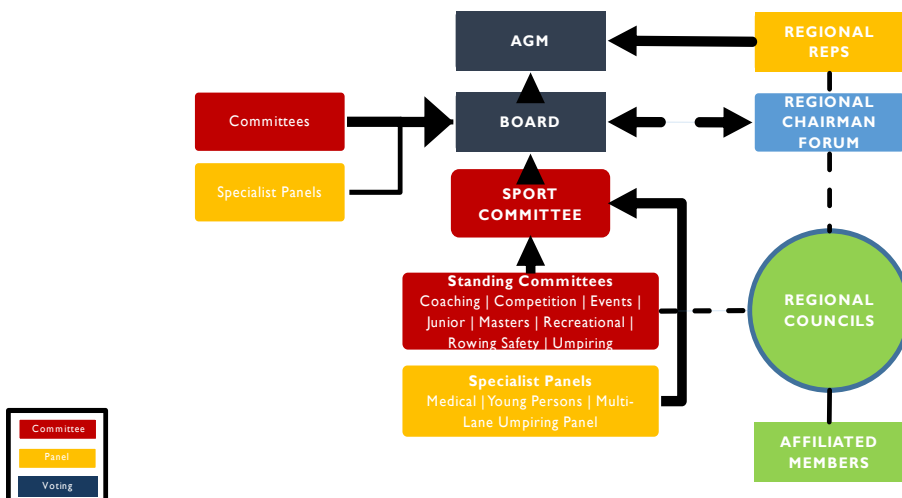 AGM
REGIONAL
REPS
Committees
BOARD
REGIONAL
CHAIRMAN
FORUM
Specialist Panels
SPORT
COMMITTEE
Standing Committees
Coaching | Competition | Events |
Junior | Masters | Recreational |
Rowing Safety | Umpiring
REGIONAL
COUNCILS
Specialist Panels
Medical | Young Persons | Multi-
Lane Umpiring Panel
AFFILIATED
MEMBERS
Committee
Panel
Voting